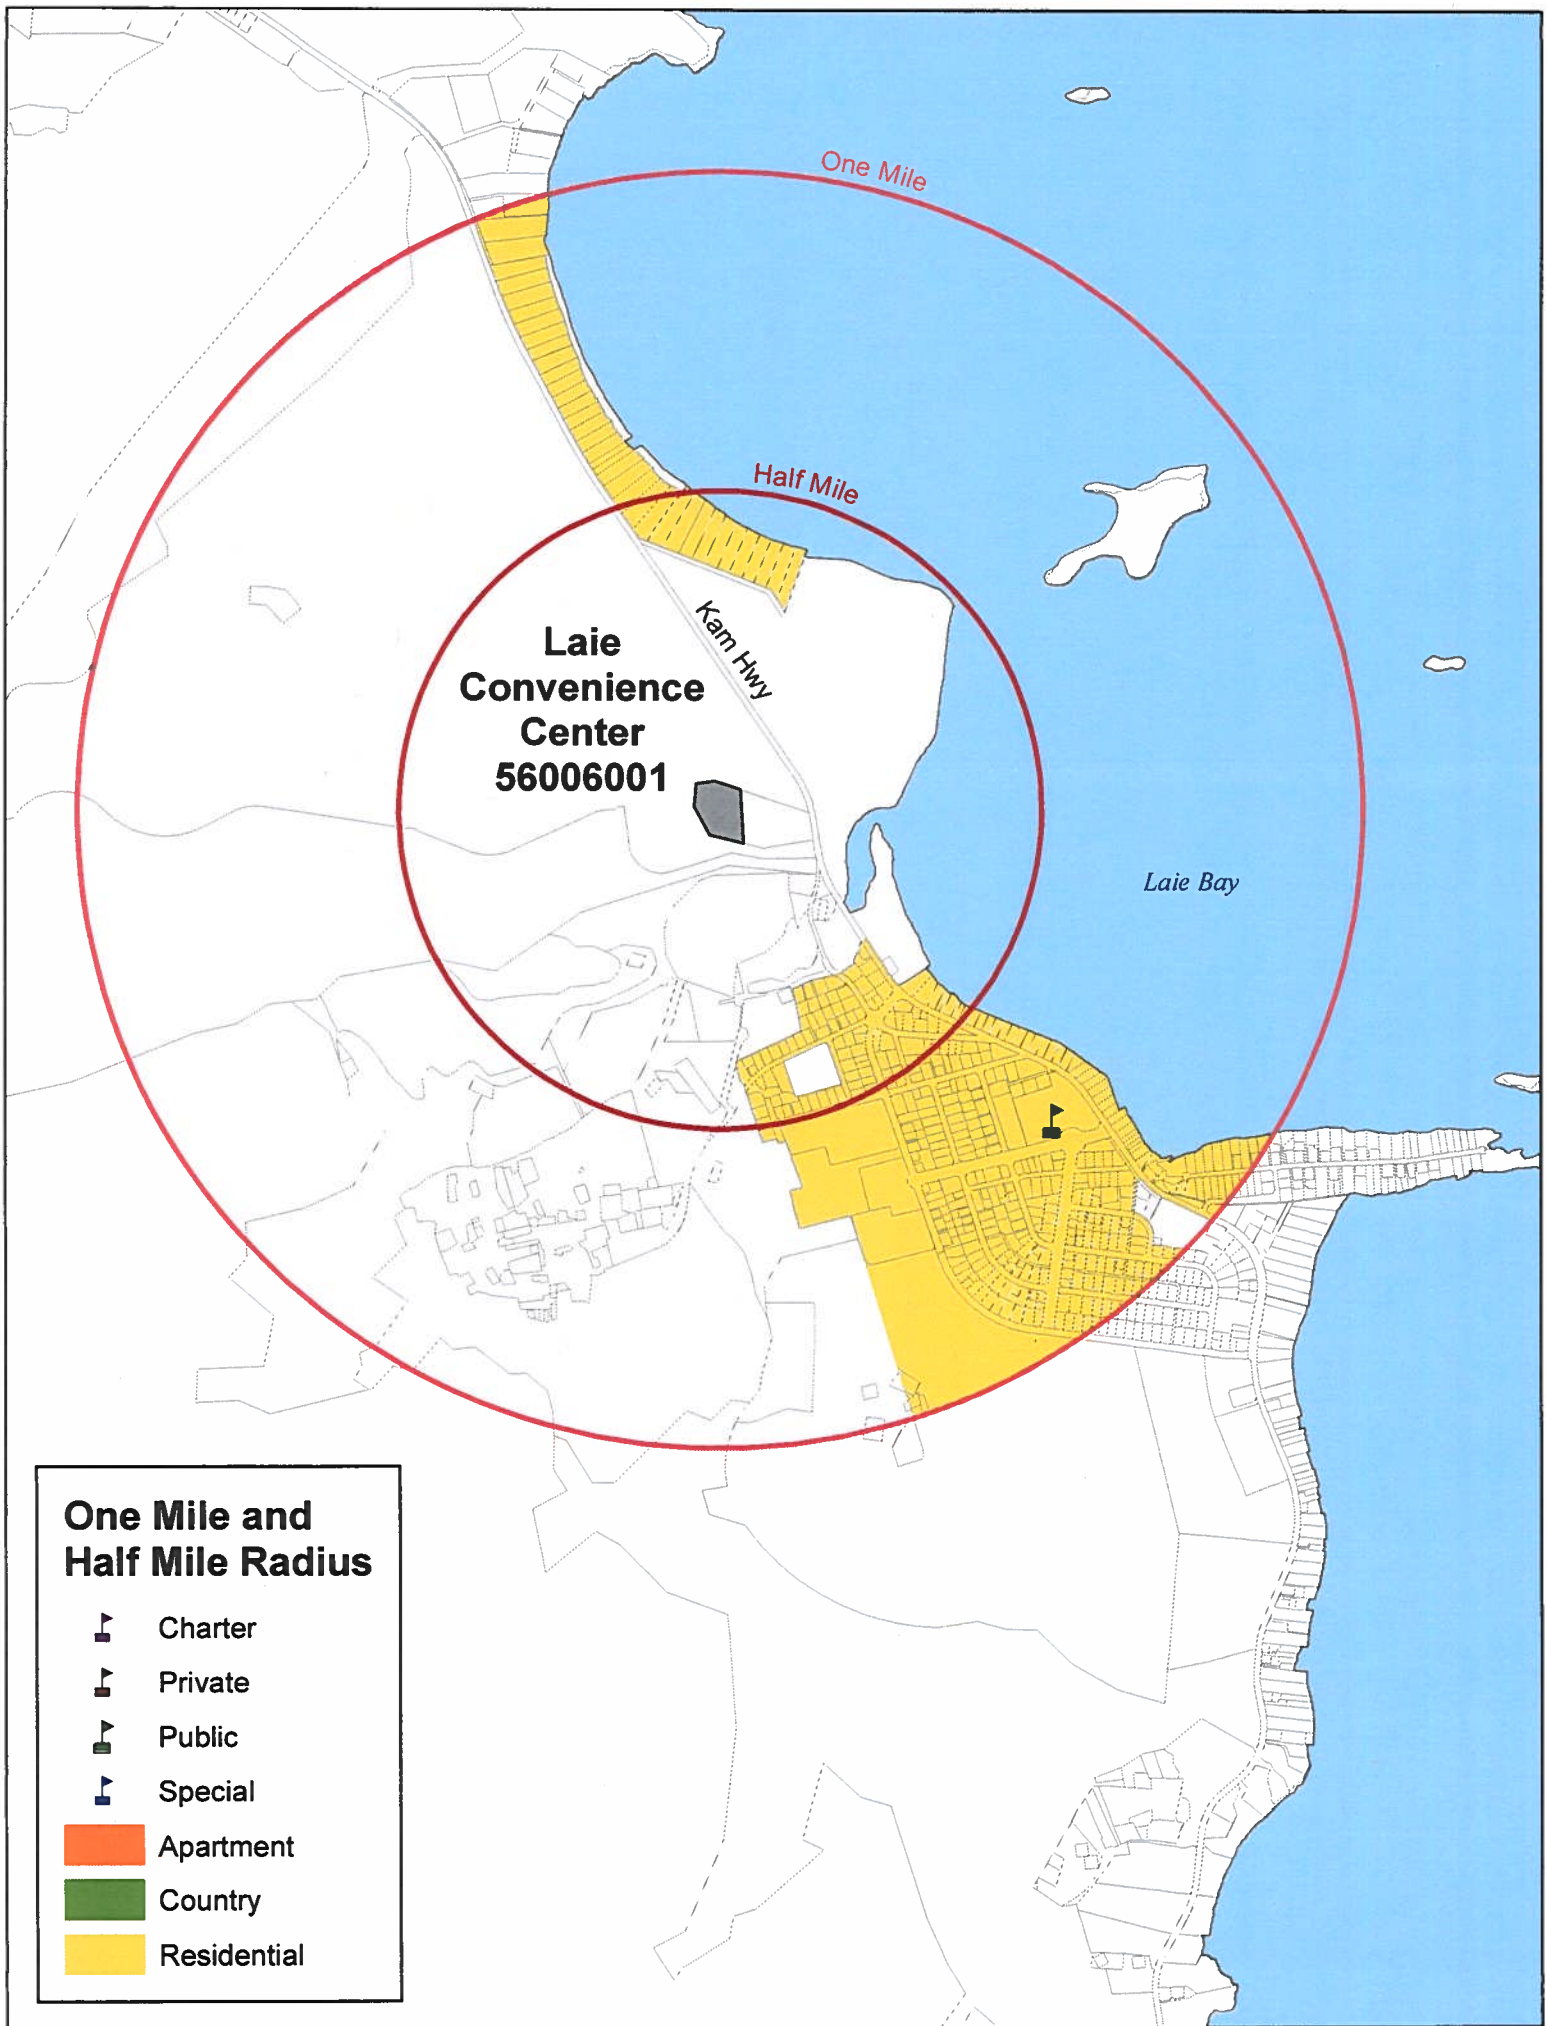 One Mile
Half Mile
Kam Hwy
Laie
Convenience
Center
56006001
Laie Bay
One Mile and
Half Mile Radius
Charter
Private
Public
Special
Apartment
Country
Residential